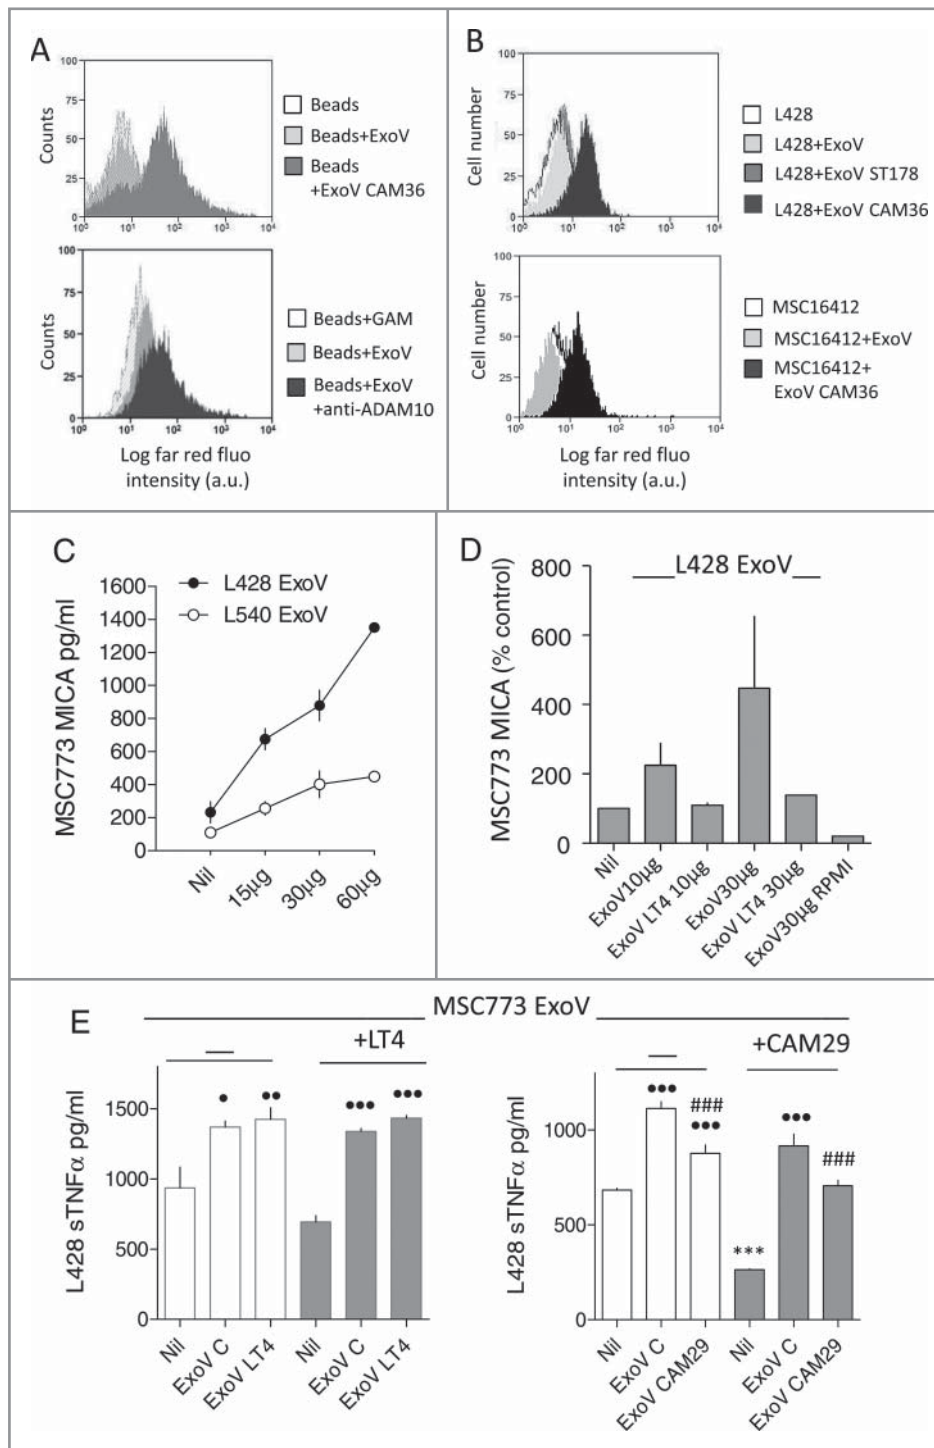 A
Counts
100
75
50
25
0
10⁰ 10¹ 10² 10³ 10⁴
Beads
Beads+ExoV
Beads
+ExoV CAM36
Counts
100
75
50
25
0
10⁰ 10¹ 10² 10³ 10⁴
Beads+GAM
Beads+ExoV
Beads+ExoV
+anti-ADAM10
Log far red fluo
intensity (a.u.)
B
Cell number
100
75
50
25
0
10⁰ 10¹ 10² 10³ 10⁴
L428
L428+ExoV
L428+ExoV ST178
L428+ExoV CAM36
Cell number
100
75
50
25
0
10⁰ 10¹ 10² 10³ 10⁴
MSC16412
MSC16412+ExoV
MSC16412+
ExoV CAM36
Log far red fluo
intensity (a.u.)
C
MSC773 MICA pg/ml
1600
1400
1200
1000
800
600
400
200
0
L428 ExoV
L540 ExoV
Nil
15µg
30µg
60µg
D
L428 ExoV
MSC773 MICA (% control)
800
600
400
200
0
Nil
ExoV10µg
ExoV LT4 10µg
ExoV30µg
ExoV LT4 30µg
ExoV30µg RPMI
E
MSC773 ExoV
+LT4
L428 sTNFα pg/ml
1500
1000
500
0
•
••
•••
•••
Nil
ExoV C
ExoV LT4
Nil
ExoV C
ExoV LT4
+CAM29
L428 sTNFα pg/ml
1000
500
0
•••
###
•••
***
•••
###
Nil
ExoV C
ExoV CAM29
Nil
ExoV C
ExoV CAM29